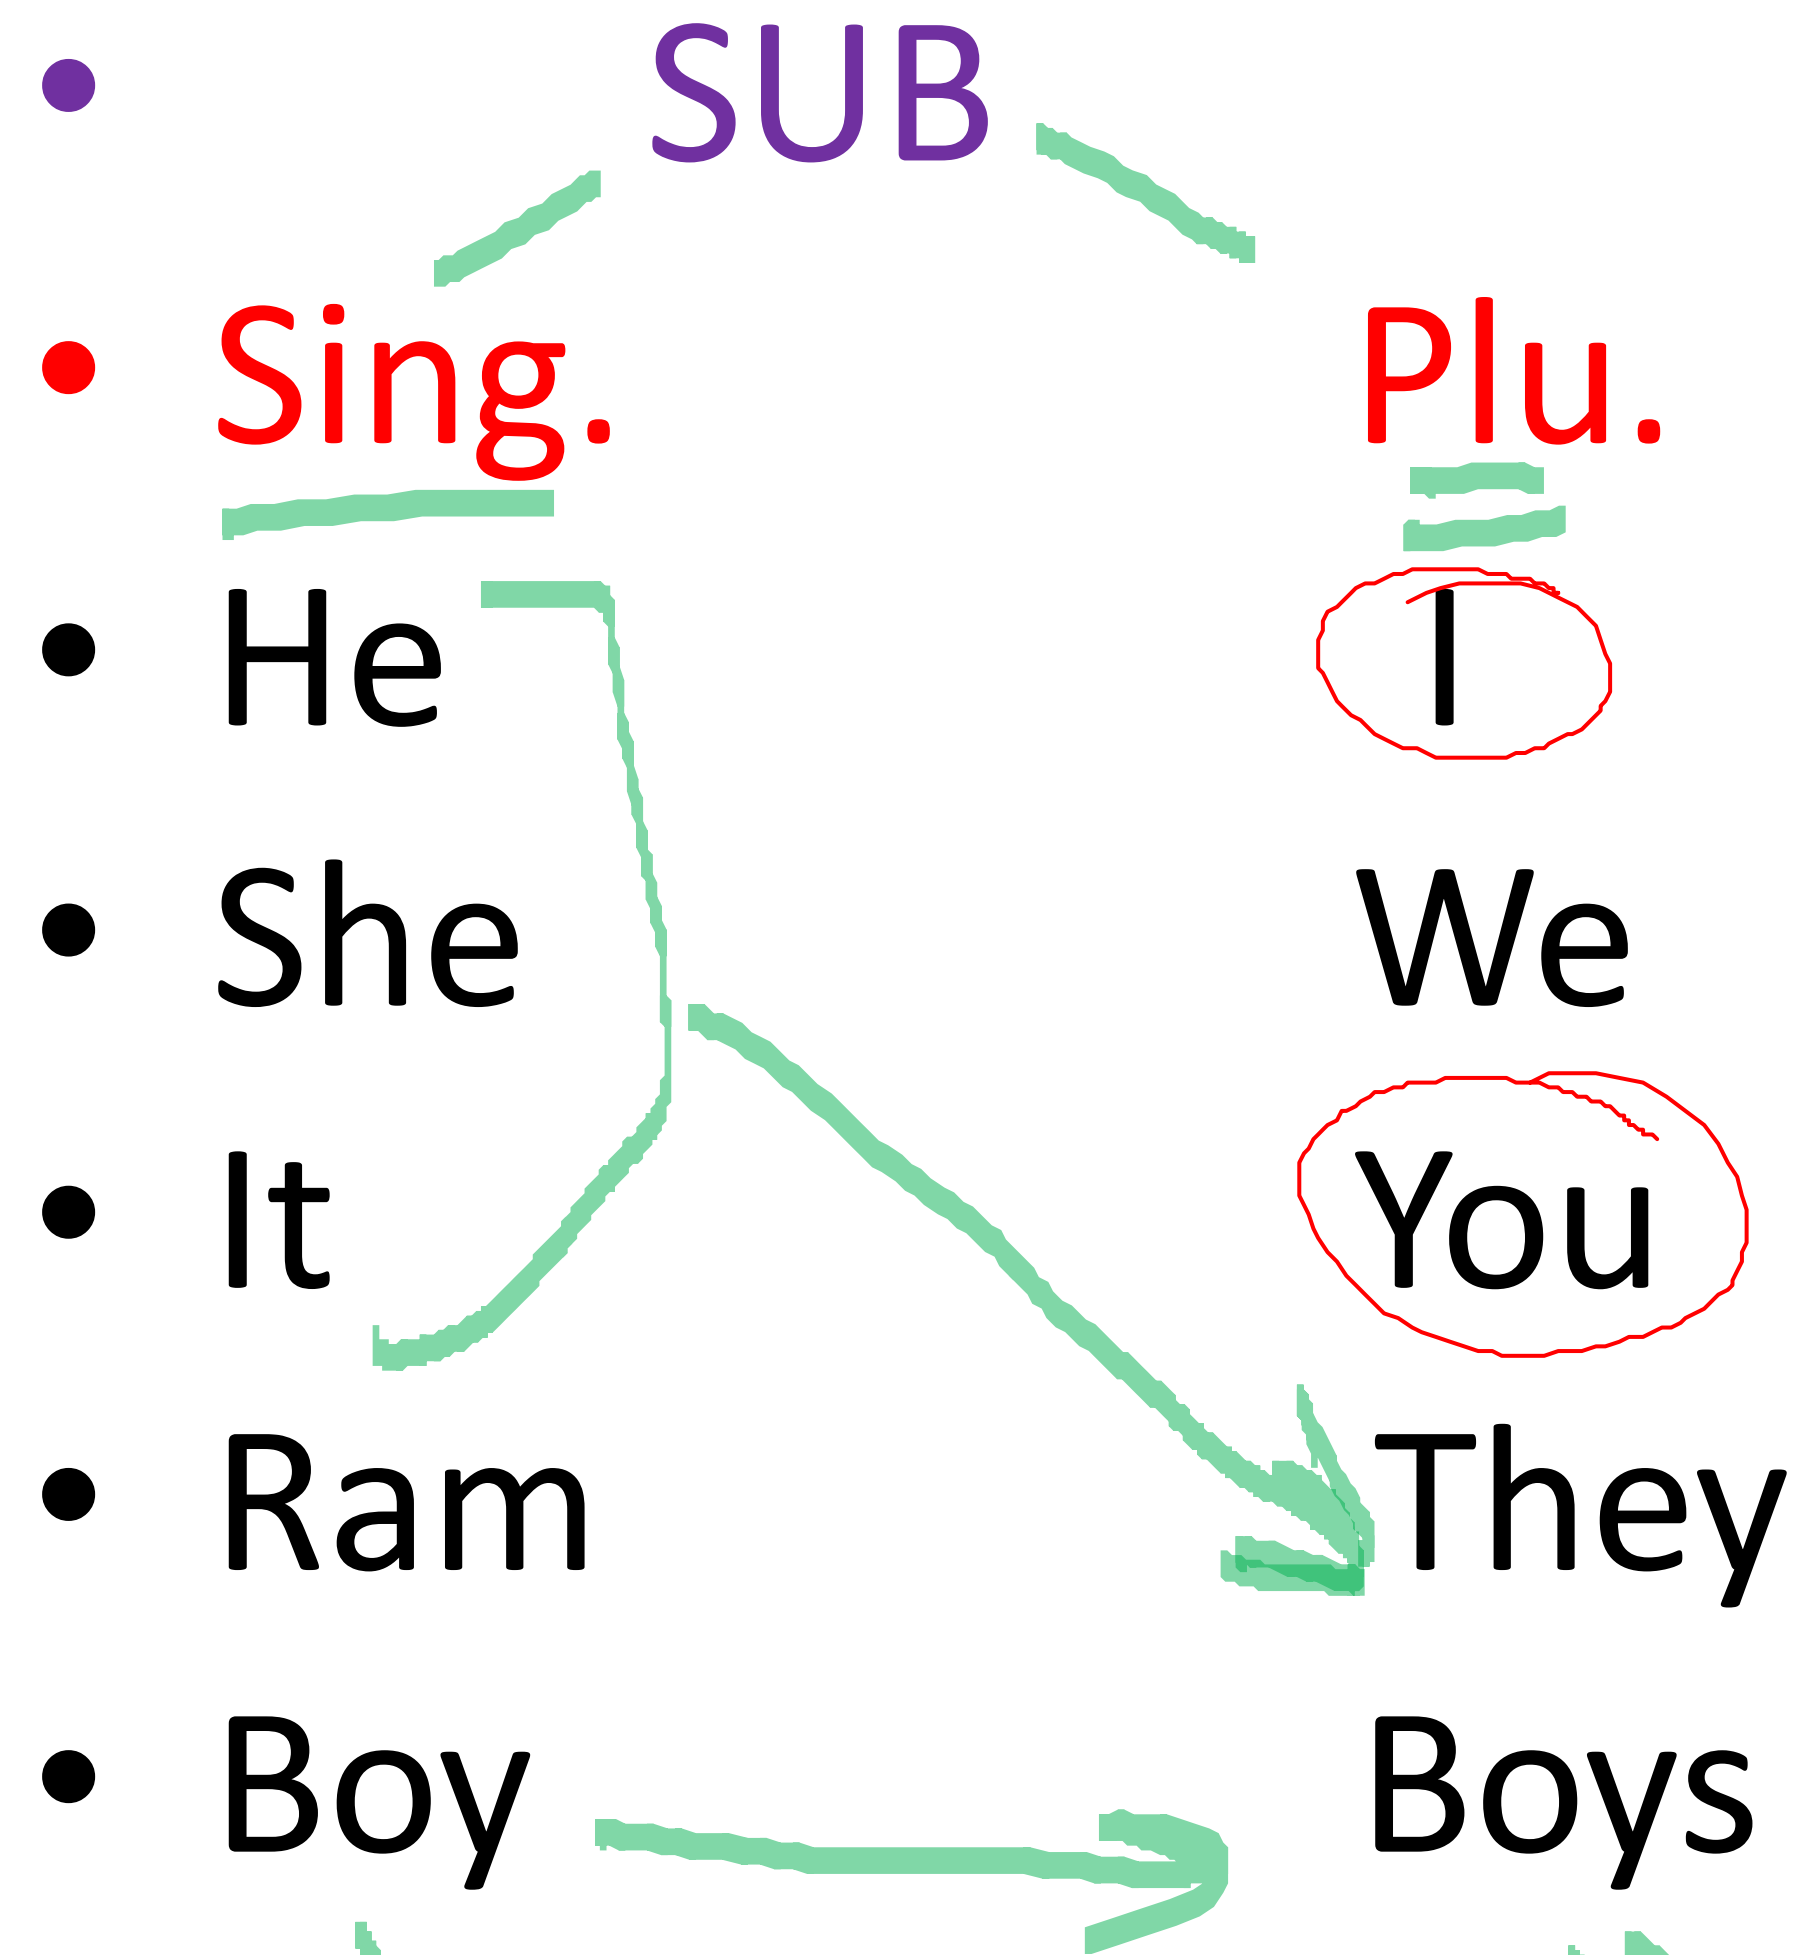 • SUB
• Sing. Plu.
• He I
• She We
• It You
• Ram They
• Boy Boys